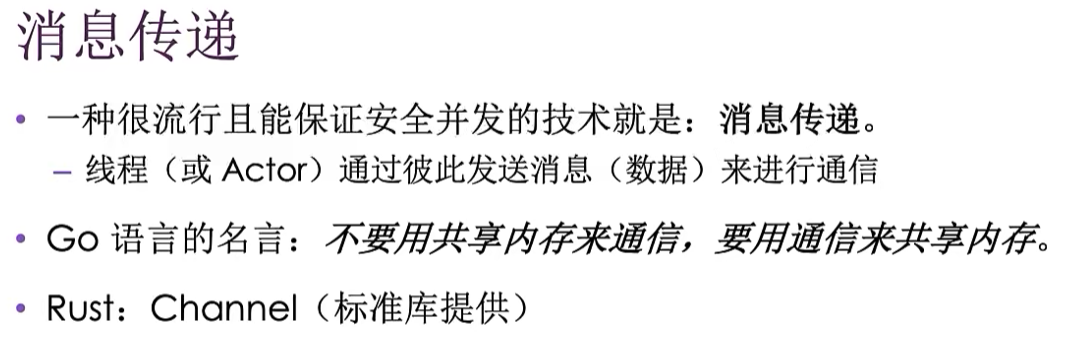 消息传递
• 一种很流行且能保证安全并发的技术就是：消息传递。
– 线程（或 Actor）通过彼此发送消息（数据）来进行通信
• Go 语言的名言：不要用共享内存来通信，要用通信来共享内存。
• Rust：Channel（标准库提供）